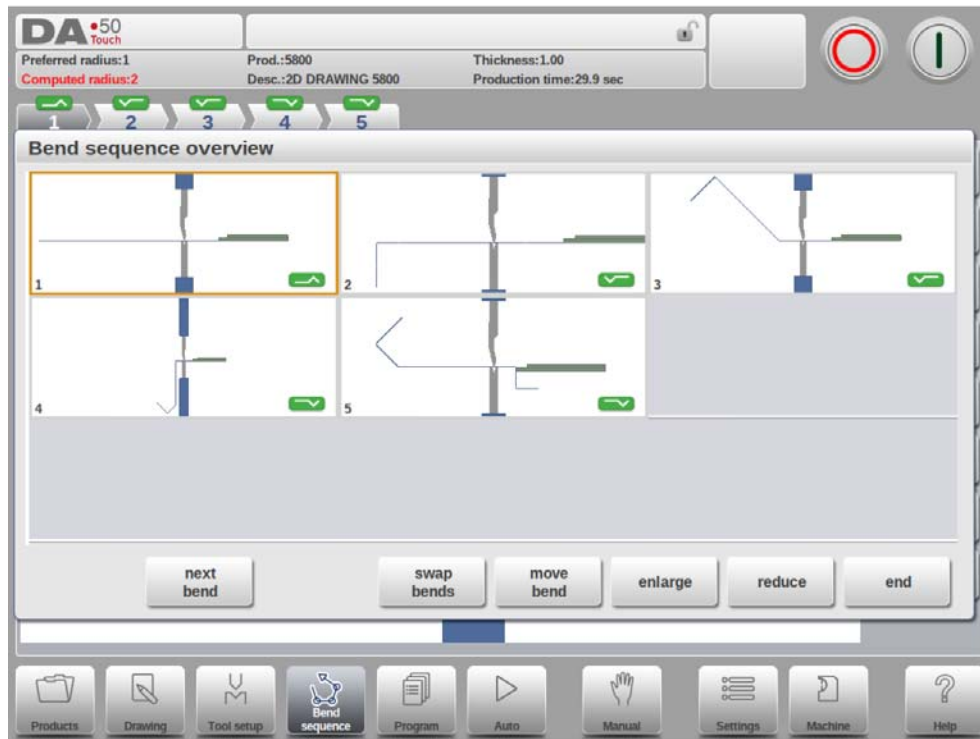 DA•50
Touch
Preferred radius:1 Prod.:5800 Thickness:1.00
Computed radius:2 Desc.:2D DRAWING 5800 Production time:29.9 sec
1 2 3 4 5
Bend sequence overview
1 2 3
4 5
next bend swap bends move bend enlarge reduce end
Products Drawing Tool setup Bend sequence Program Auto Manual Settings Machine Help